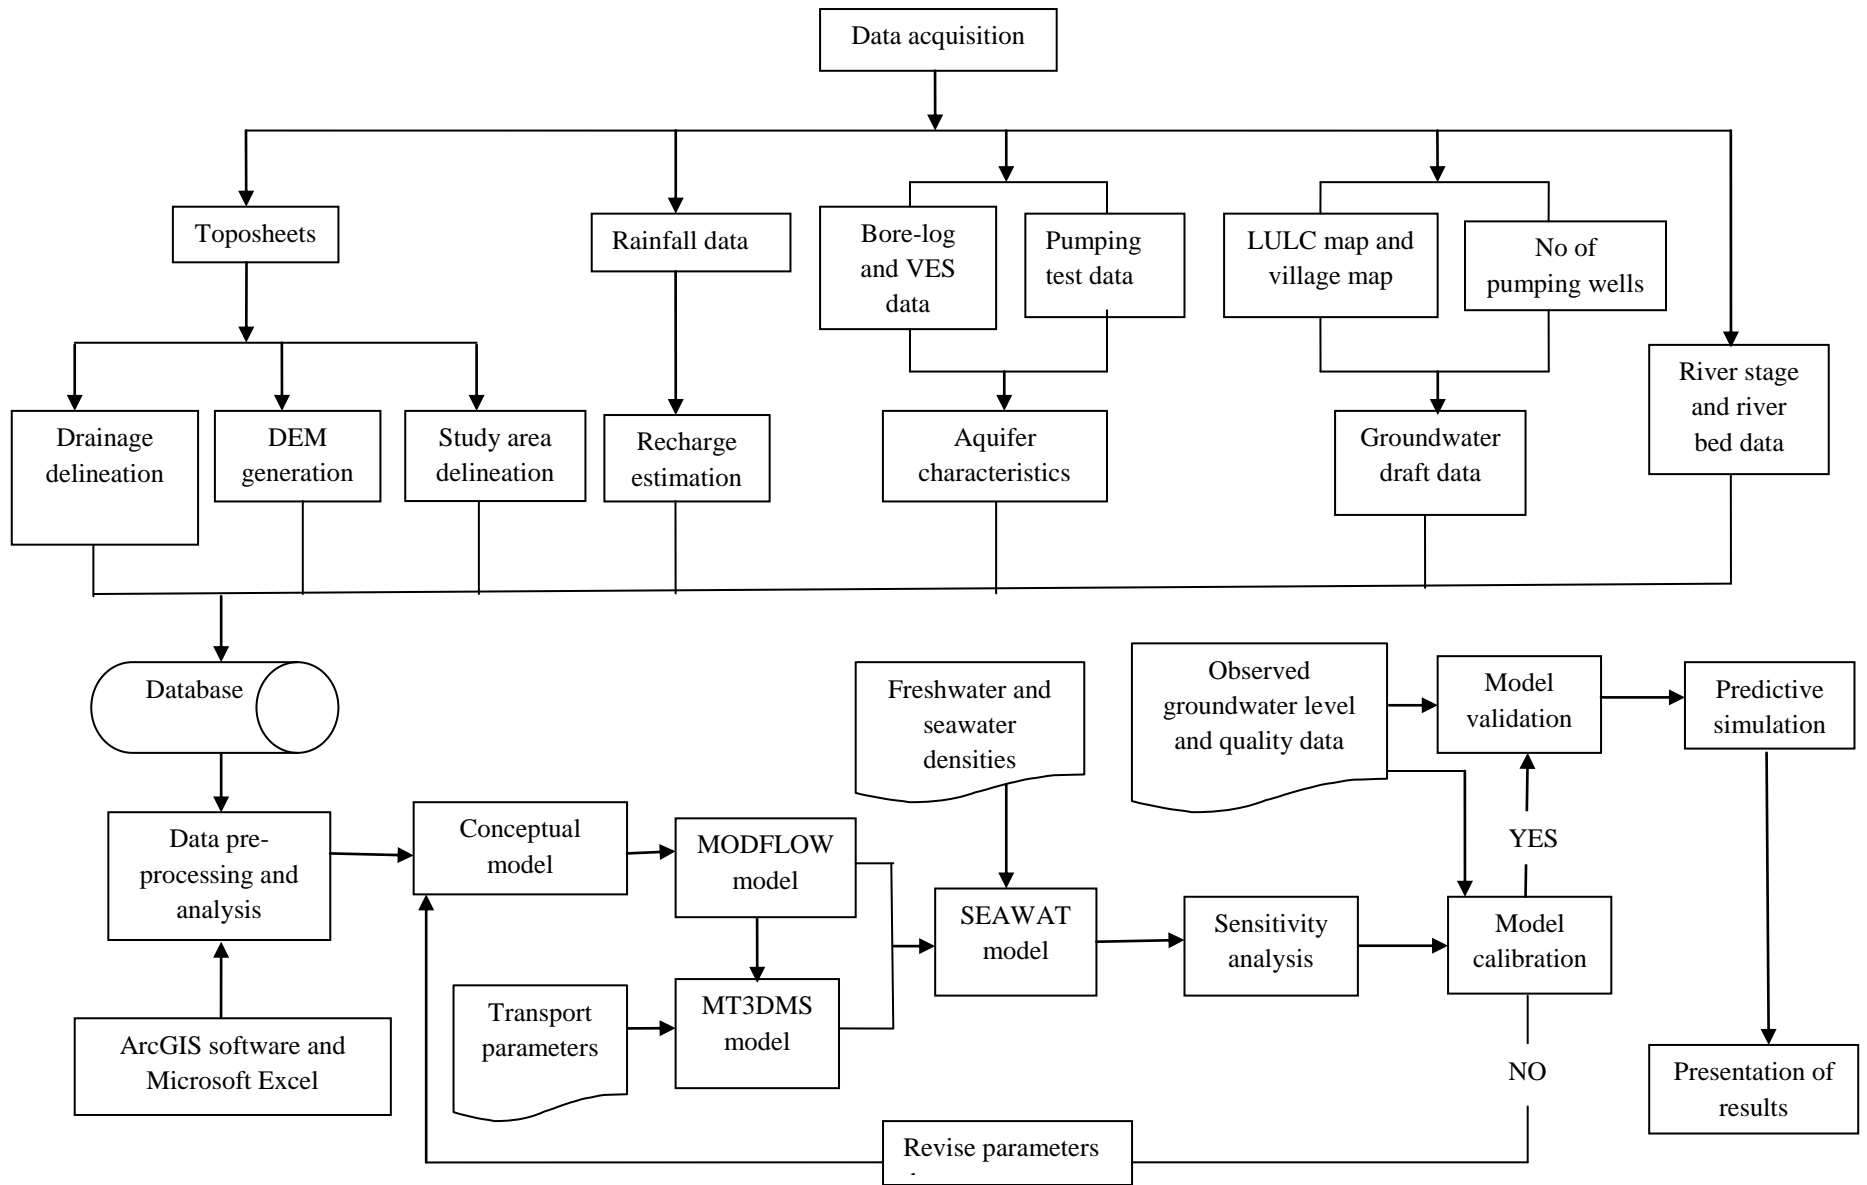 Data acquisition
Toposheets
Rainfall data
Bore-log
and VES
data
Pumping
test data
LULC map and
village map
No of
pumping wells
River stage
and river
bed data
Drainage
delineation
DEM
generation
Study area
delineation
Recharge
estimation
Aquifer
characteristics
Groundwater
draft data
Database
Freshwater and
seawater
densities
Observed
groundwater level
and quality data
Model
validation
Predictive
simulation
Data pre-
processing and
analysis
Conceptual
model
MODFLOW
model
YES
SEAWAT
model
Sensitivity
analysis
Model
calibration
Transport
parameters
MT3DMS
model
ArcGIS software and
Microsoft Excel
NO
Presentation of
results
Revise parameters